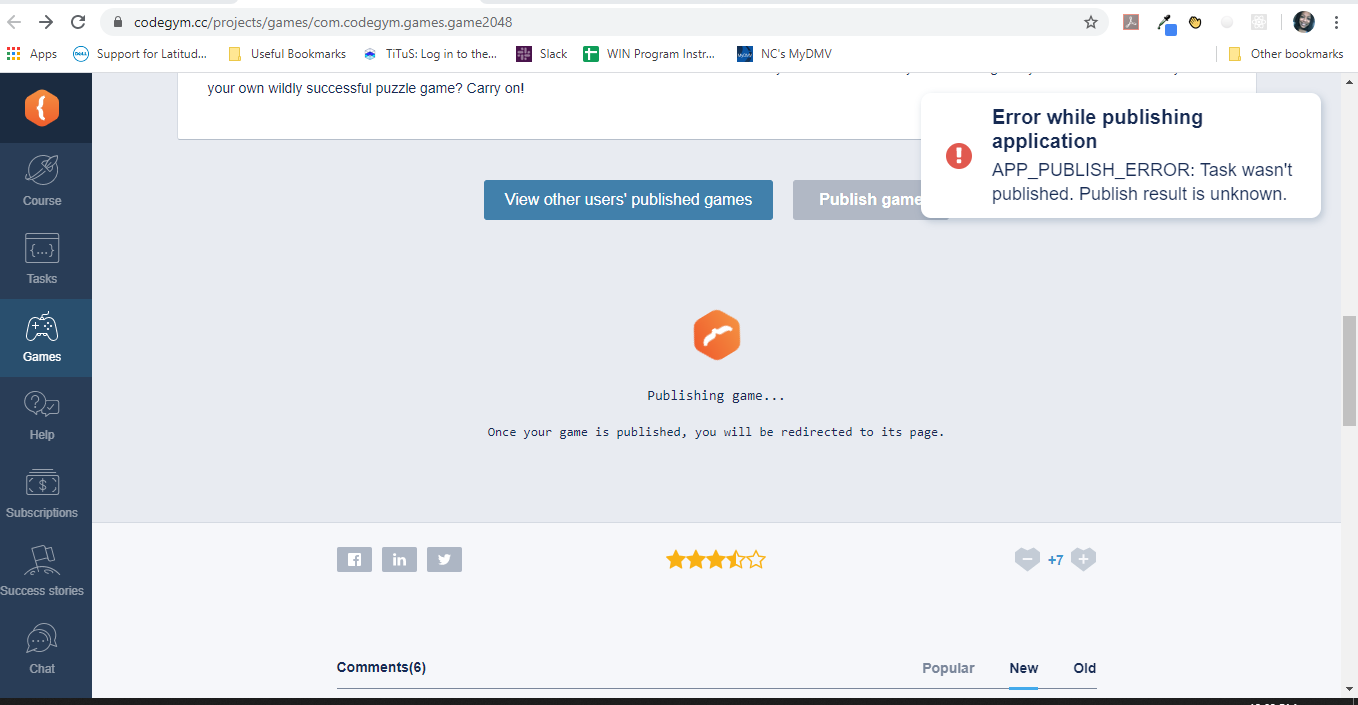 codegym.cc/projects/games/com.codegym.games.game2048
Apps
Support for Latitud...
Useful Bookmarks
TiTuS: Log in to the...
Slack
WIN Program Instr...
NC's MyDMV
Other bookmarks
your own wildly successful puzzle game? Carry on!
Error while publishing
application
APP_PUBLISH_ERROR: Task wasn't
published. Publish result is unknown.
View other users' published games
Publish game
Course
Tasks
Games
Help
Subscriptions
Success stories
Chat
Publishing game...
Once your game is published, you will be redirected to its page.
+7
Comments(6)
Popular
New
Old